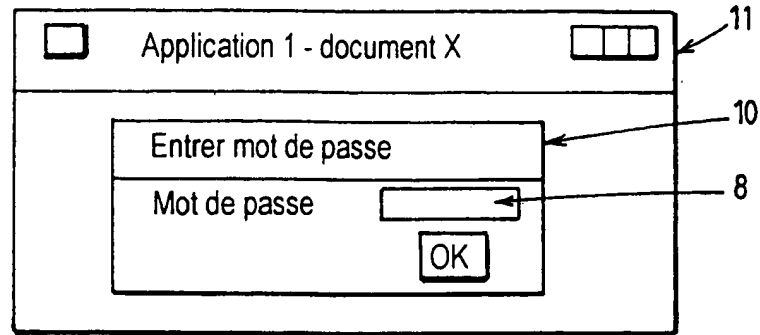 Application 1 - document X
11
Entrer mot de passe
10
Mot de passe
8
OK